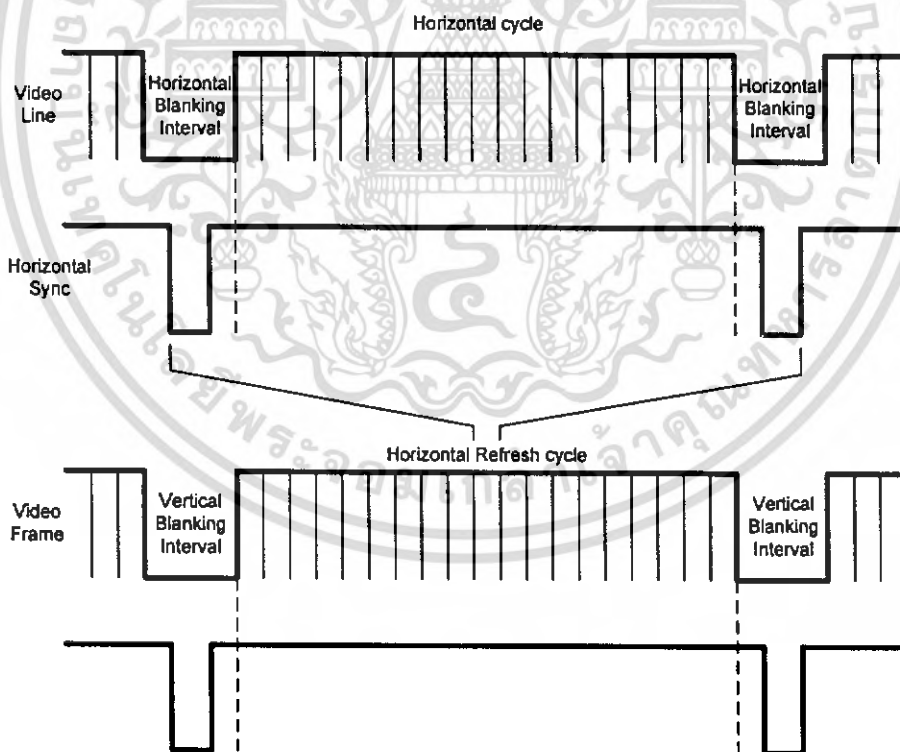 Horizontal cycle
Video
Line
Horizontal
Blanking
Interval
Horizontal
Blanking
Interval
Horizontal
Sync
Horizontal Refresh cycle
Video
Frame
Vertical
Blanking
Interval
Vertical
Blanking
Interval